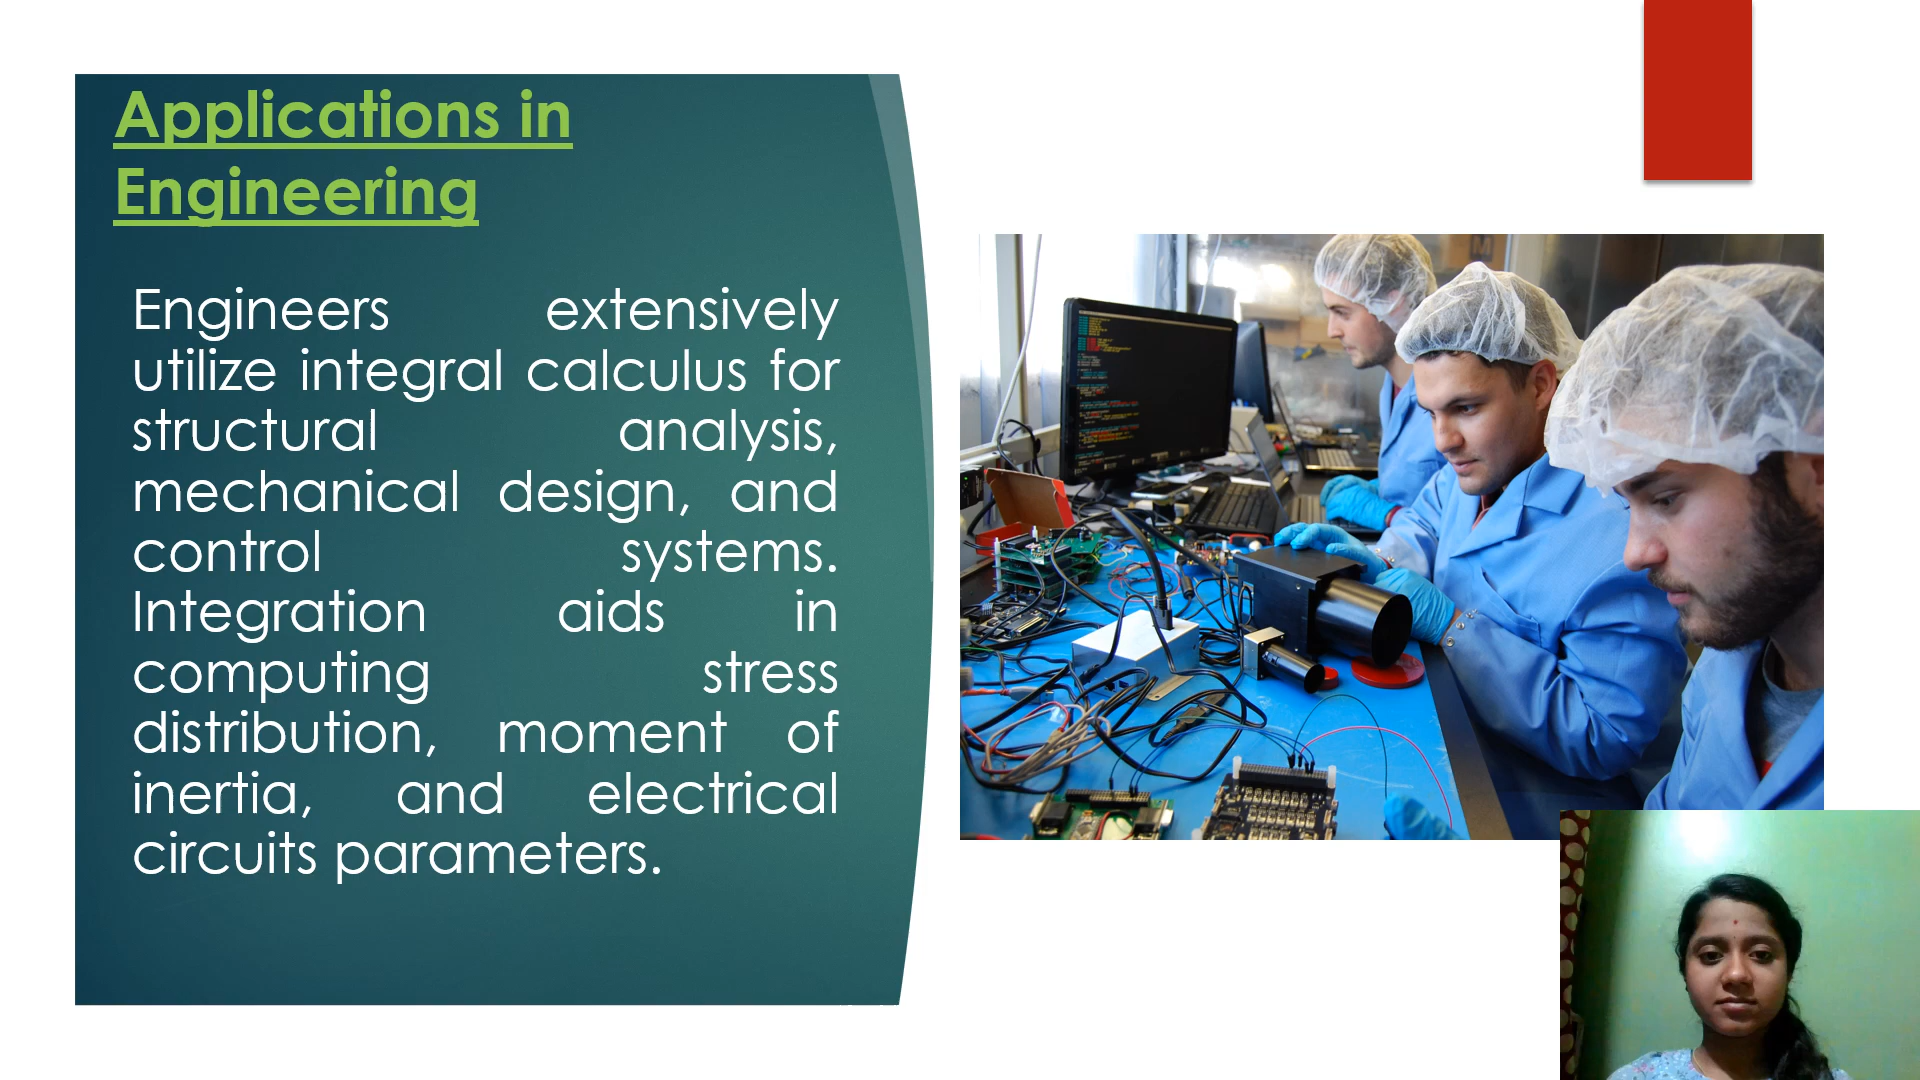 Applications in
Engineering
Engineers extensively
utilize integral calculus for
structural analysis,
mechanical design, and
control systems.
Integration aids in
computing stress
distribution, moment of
inertia, and electrical
circuits parameters.